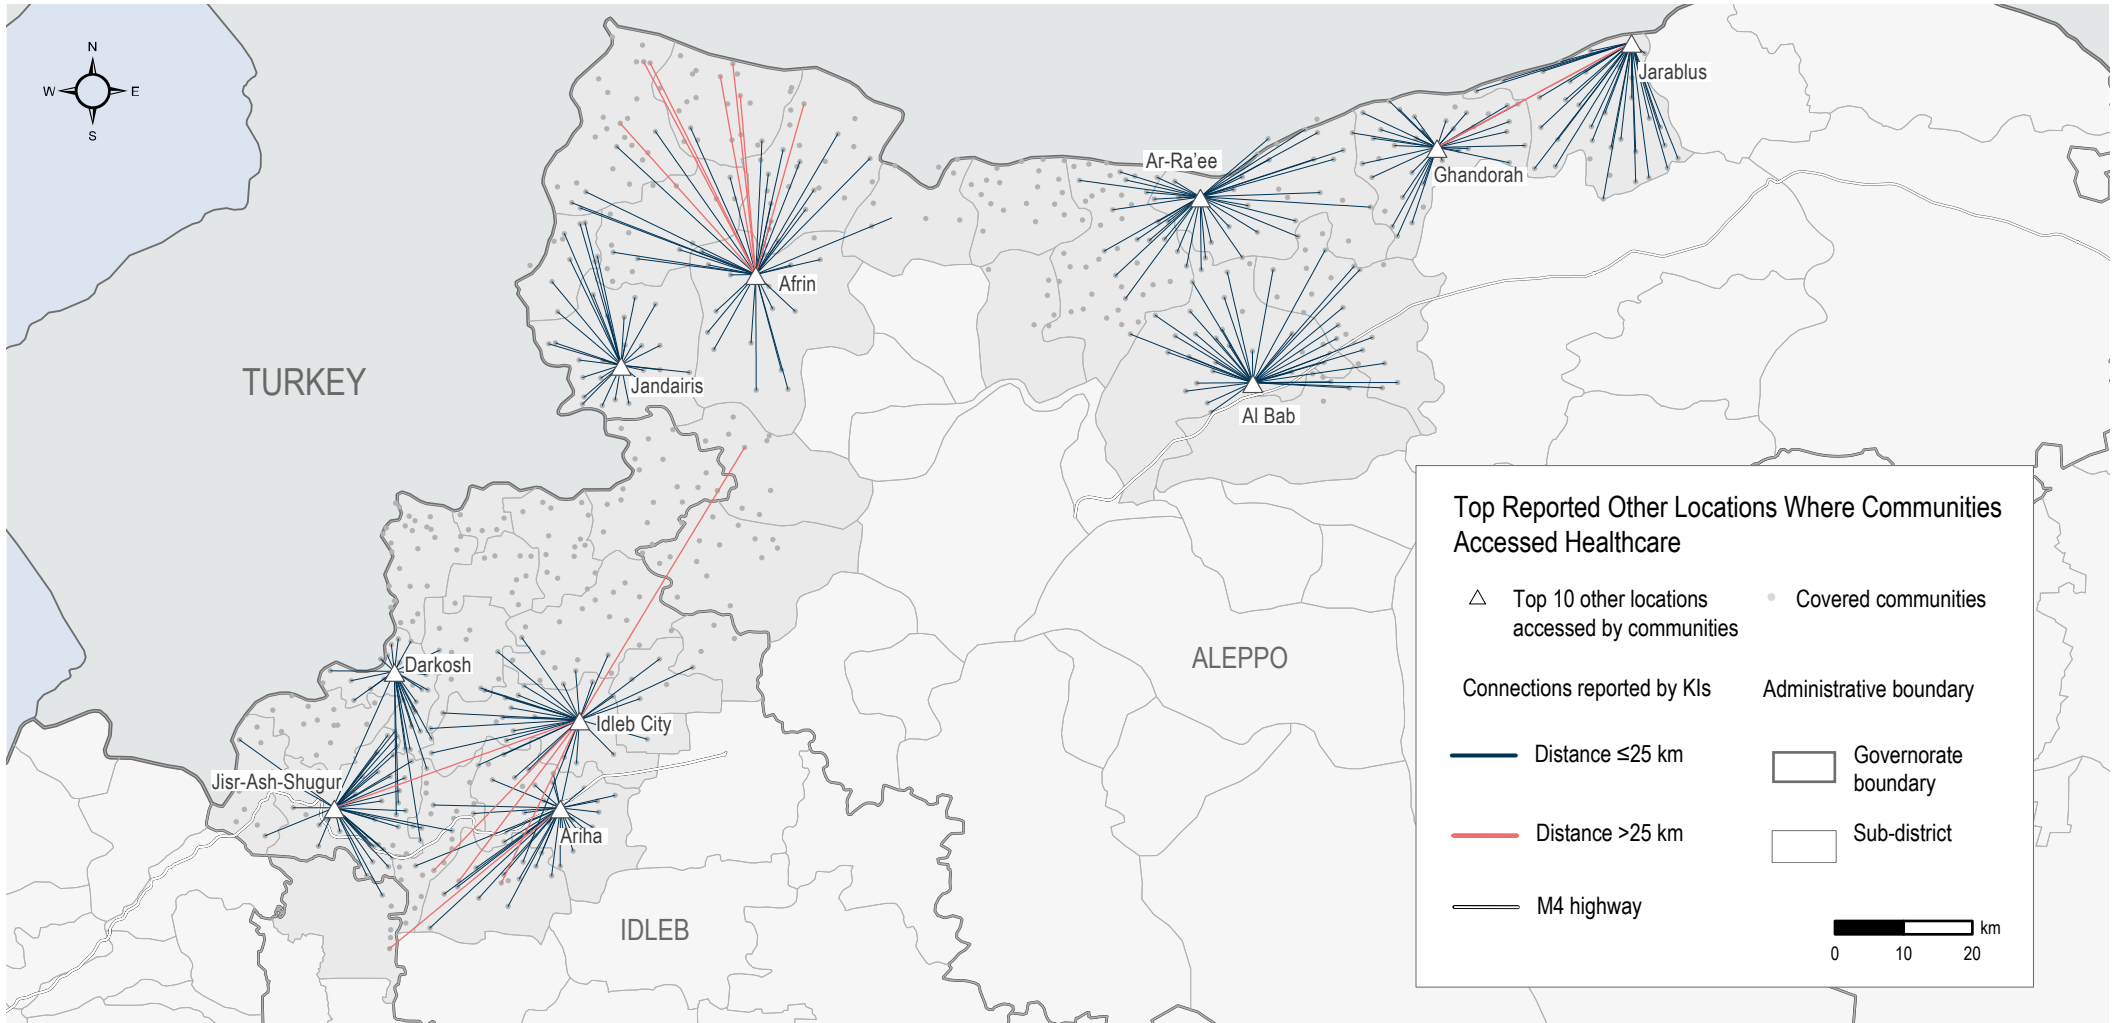 N
W
E
S
Jarablus
Ar-Ra'ee
Ghandorah
Afrin
TURKEY
Jandairis
Al Bab
ALEPPO
Darkosh
Idleb City
Jisr-Ash-Shugur
Ariha
IDLEB
Top Reported Other Locations Where Communities
Accessed Healthcare
Top 10 other locations
accessed by communities
Covered communities
Connections reported by KIs
Administrative boundary
Distance ≤25 km
Governorate
boundary
Distance >25 km
Sub-district
M4 highway
km
0 10 20